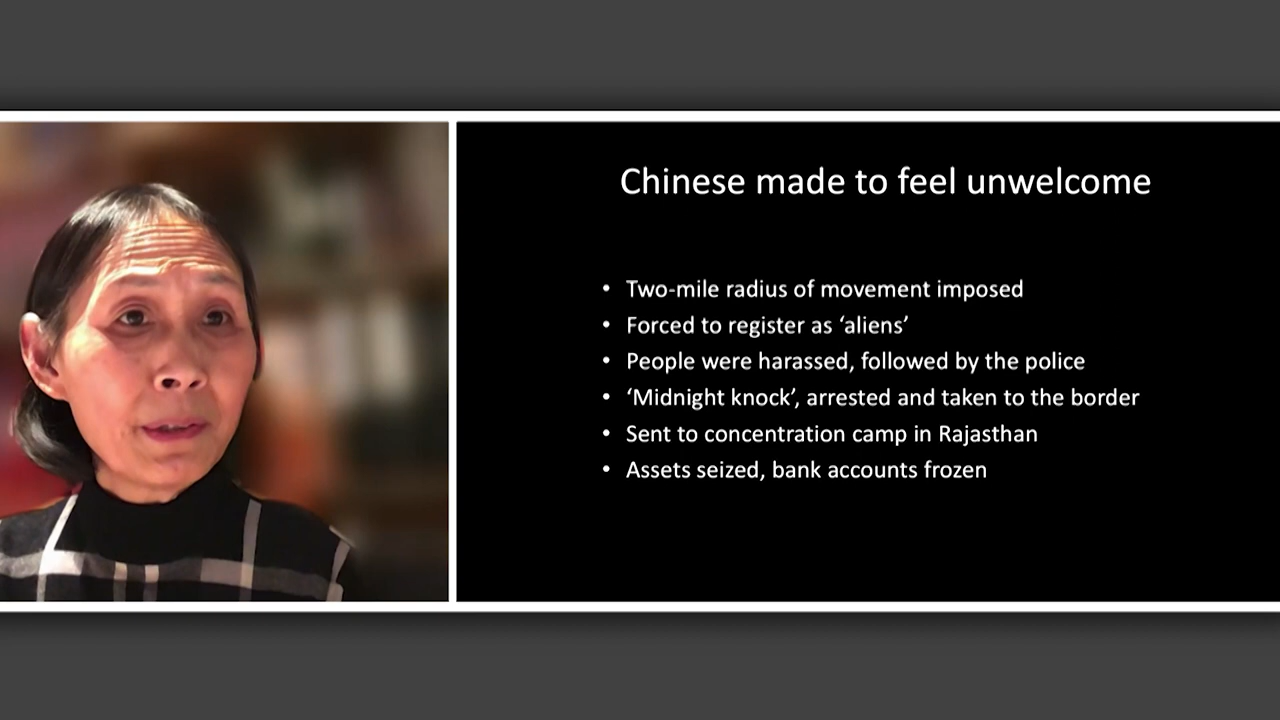 Chinese made to feel unwelcome
• Two-mile radius of movement imposed
• Forced to register as ‘aliens’
• People were harassed, followed by the police
• ‘Midnight knock’, arrested and taken to the border
• Sent to concentration camp in Rajasthan
• Assets seized, bank accounts frozen